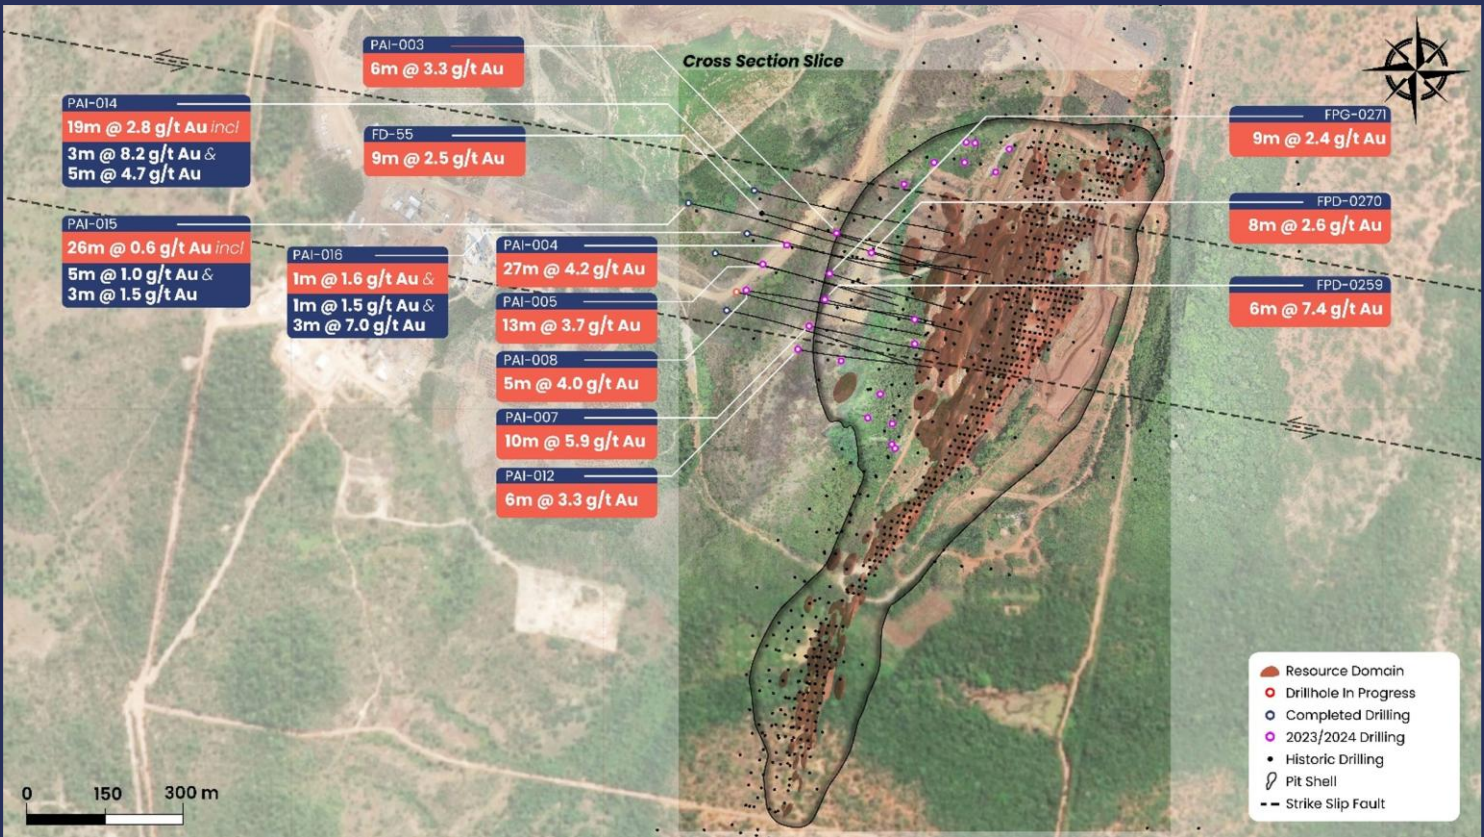 PAI-003
6m @ 3.3 g/t Au
Cross Section Slice
PAI-014
19m @ 2.8 g/t Au incl
3m @ 8.2 g/t Au &
5m @ 4.7 g/t Au
FD-55
9m @ 2.5 g/t Au
FPG-0271
9m @ 2.4 g/t Au
PAI-015
26m @ 0.6 g/t Au incl
5m @ 1.0 g/t Au &
3m @ 1.5 g/t Au
FPD-0270
8m @ 2.6 g/t Au
PAI-016
1m @ 1.6 g/t Au &
1m @ 1.5 g/t Au &
3m @ 7.0 g/t Au
PAI-004
27m @ 4.2 g/t Au
FPD-0259
6m @ 7.4 g/t Au
PAI-005
13m @ 3.7 g/t Au
PAI-008
5m @ 4.0 g/t Au
PAI-007
10m @ 5.9 g/t Au
PAI-012
6m @ 3.3 g/t Au
Resource Domain
Drillhole In Progress
Completed Drilling
2023/2024 Drilling
Historic Drilling
Pit Shell
Strike Slip Fault
0 150 300 m